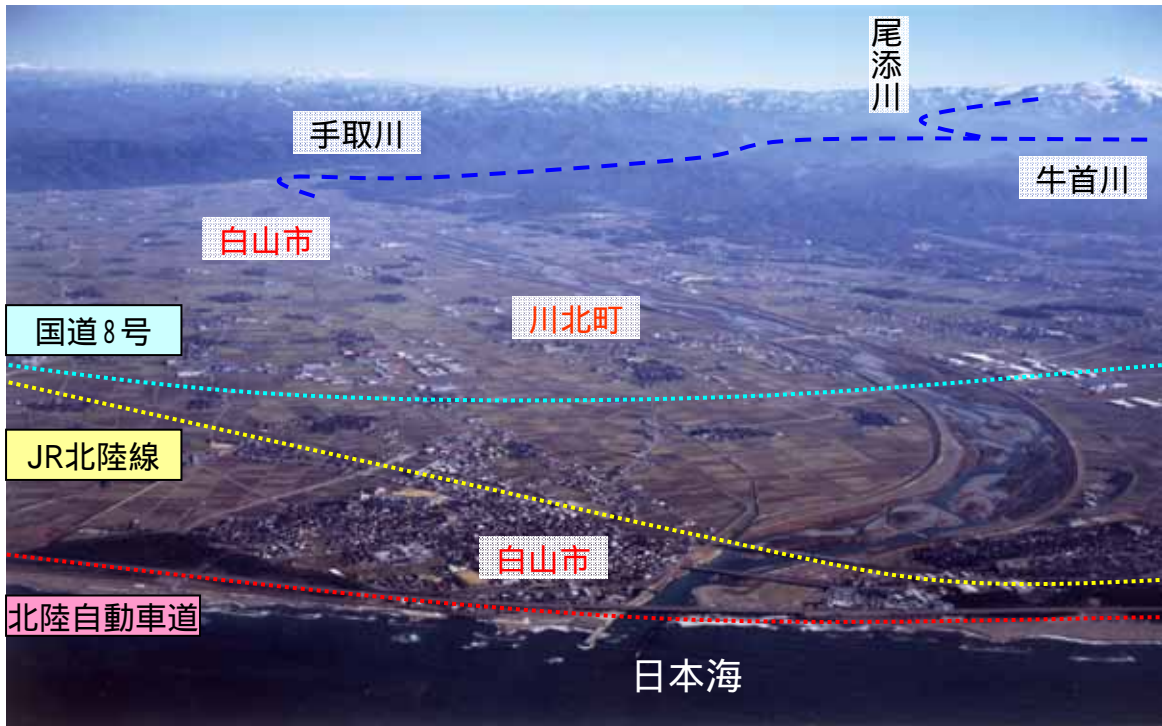 尾添川
手取川
牛首川
白山市
川北町
国道8号
JR北陸線
白山市
北陸自動車道
日本海